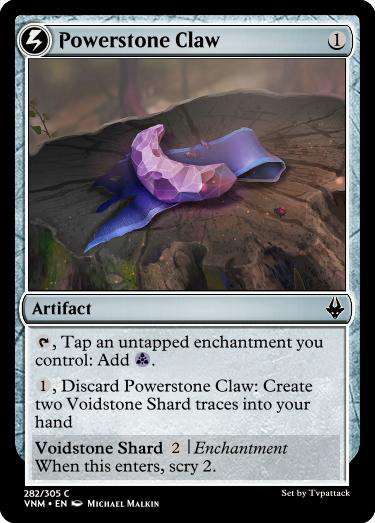 Powerstone Claw 1
Artifact
, Tap an untapped enchantment you
control: Add .
1, Discard Powerstone Claw: Create
two Voidstone Shard traces into your
hand
Voidstone Shard 2 | Enchantment
When this enters, scry 2.
282/305 C
VNM • EN Michael Malkin
Set by Tvpattack